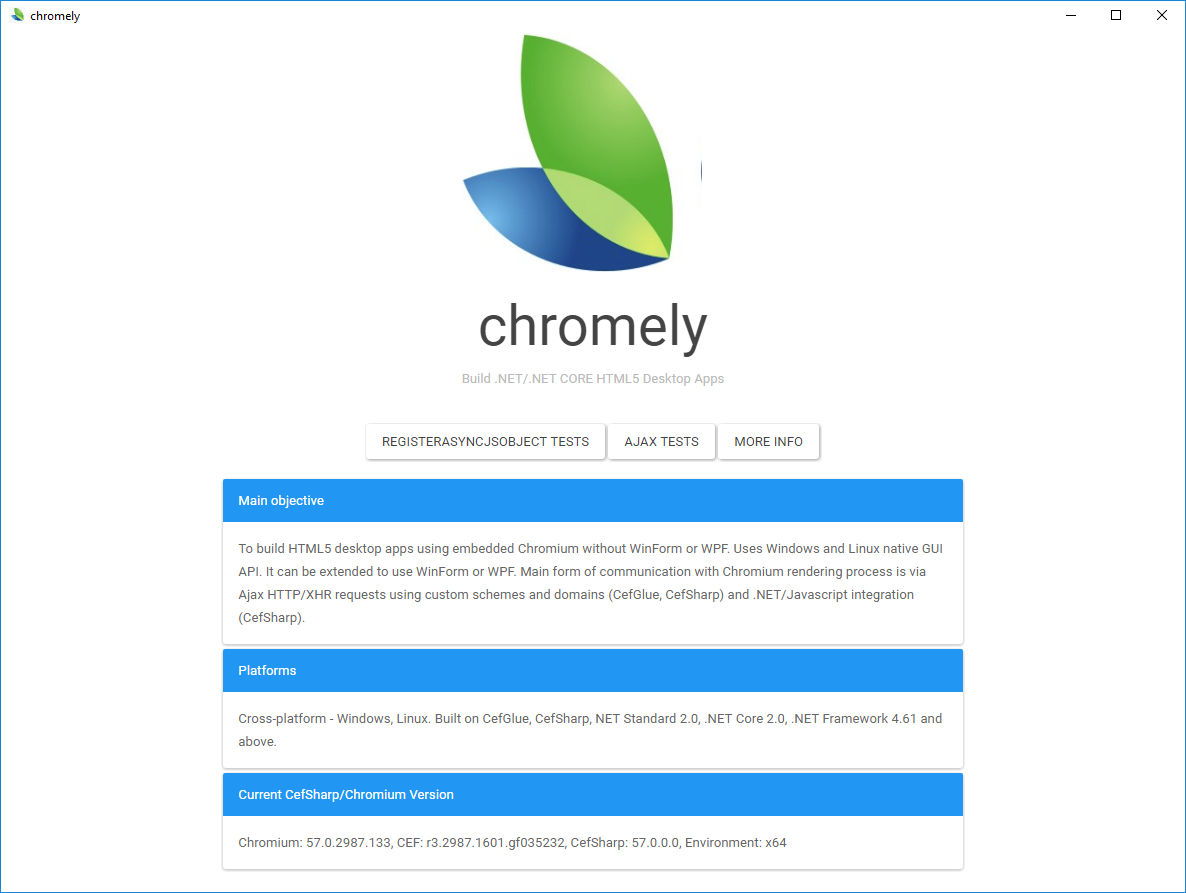 chromely
chromely
Build .NET/.NET CORE HTML5 Desktop Apps
REGISTERASYNCJSOBJECT TESTS AJAX TESTS MORE INFO
Main objective
To build HTML5 desktop apps using embedded Chromium without WinForm or WPF. Uses Windows and Linux native GUI
API. It can be extended to use WinForm or WPF. Main form of communication with Chromium rendering process is via
Ajax HTTP/XHR requests using custom schemes and domains (CefGlue, CefSharp) and .NET/Javascript integration
(CefSharp).
Platforms
Cross-platform - Windows, Linux. Built on CefGlue, CefSharp, NET Standard 2.0, .NET Core 2.0, .NET Framework 4.61 and
above.
Current CefSharp/Chromium Version
Chromium: 57.0.2987.133, CEF: r3.2987.1601.gf035232, CefSharp: 57.0.0.0, Environment: x64